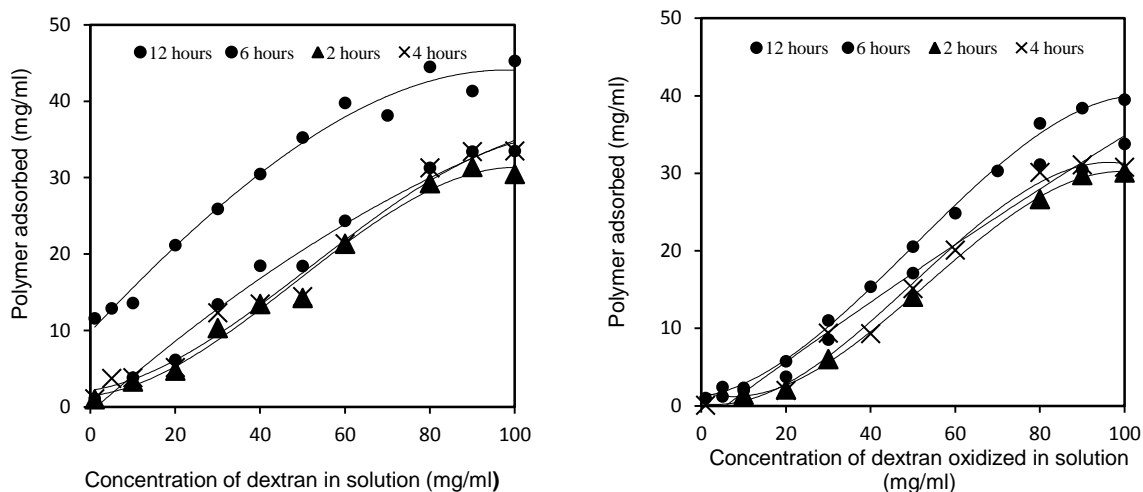 50
40
30
20
10
0
Polymer adsorbed (mg/ml)
12 hours 6 hours 2 hours 4 hours
0 20 40 60 80 100
Concentration of dextran in solution (mg/ml)
50
40
30
20
10
0
Polymer adsorbed (mg/ml)
12 hours 6 hours 2 hours 4 hours
0 20 40 60 80 100
Concentration of dextran oxidized in solution
(mg/ml)